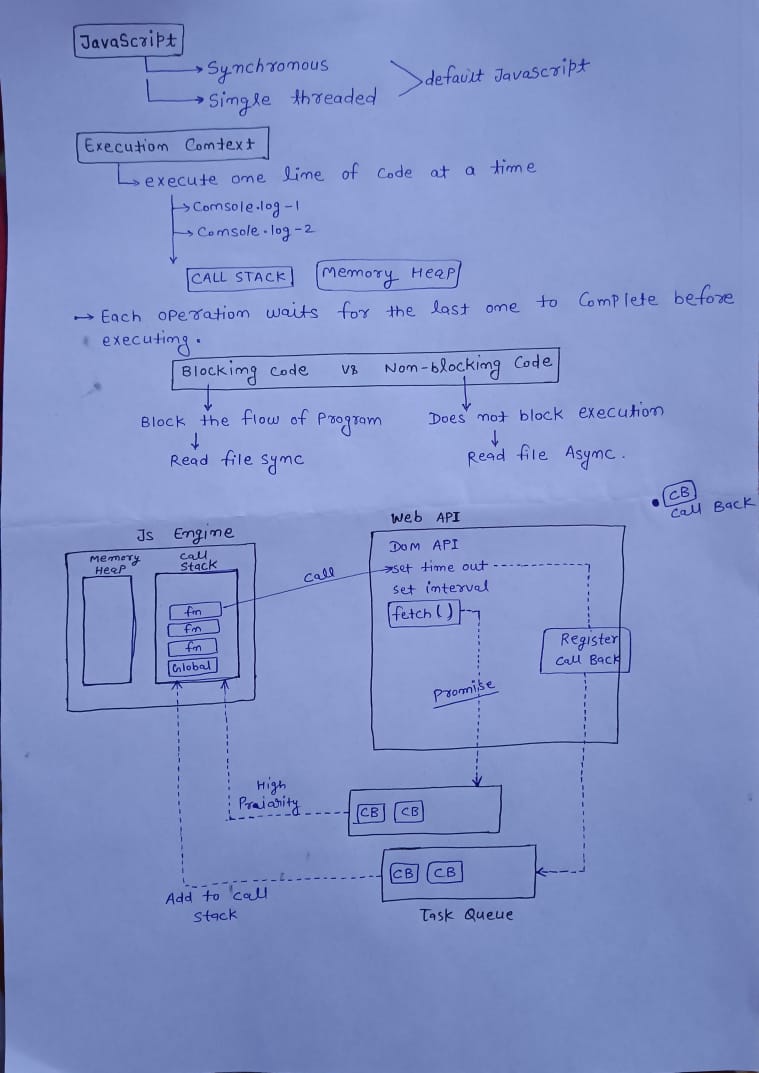 JavaScript
Synchronous
Single threaded
default Javascript
Execution Comtext
execute one line of code at a time
Comsole.log-1
Comsole.log-2
CALL STACK
Memory Heap
→ Each operation waits for the last one to complete before
executing.
Blocking code vs Non-blocking Code
Block the flow of Program
Does not block execution
Read file sync
Read file Async.
• CB
Call Back
Js Engine
Memory
Heap
Call
Stack
fn
fn
fn
Global
call
Web API
DOM API
set time out
set interval
fetch()
Register
Call Back
Promise
High
Praiarity
CB CB
CB CB
Add to call
Stack
Task Queue